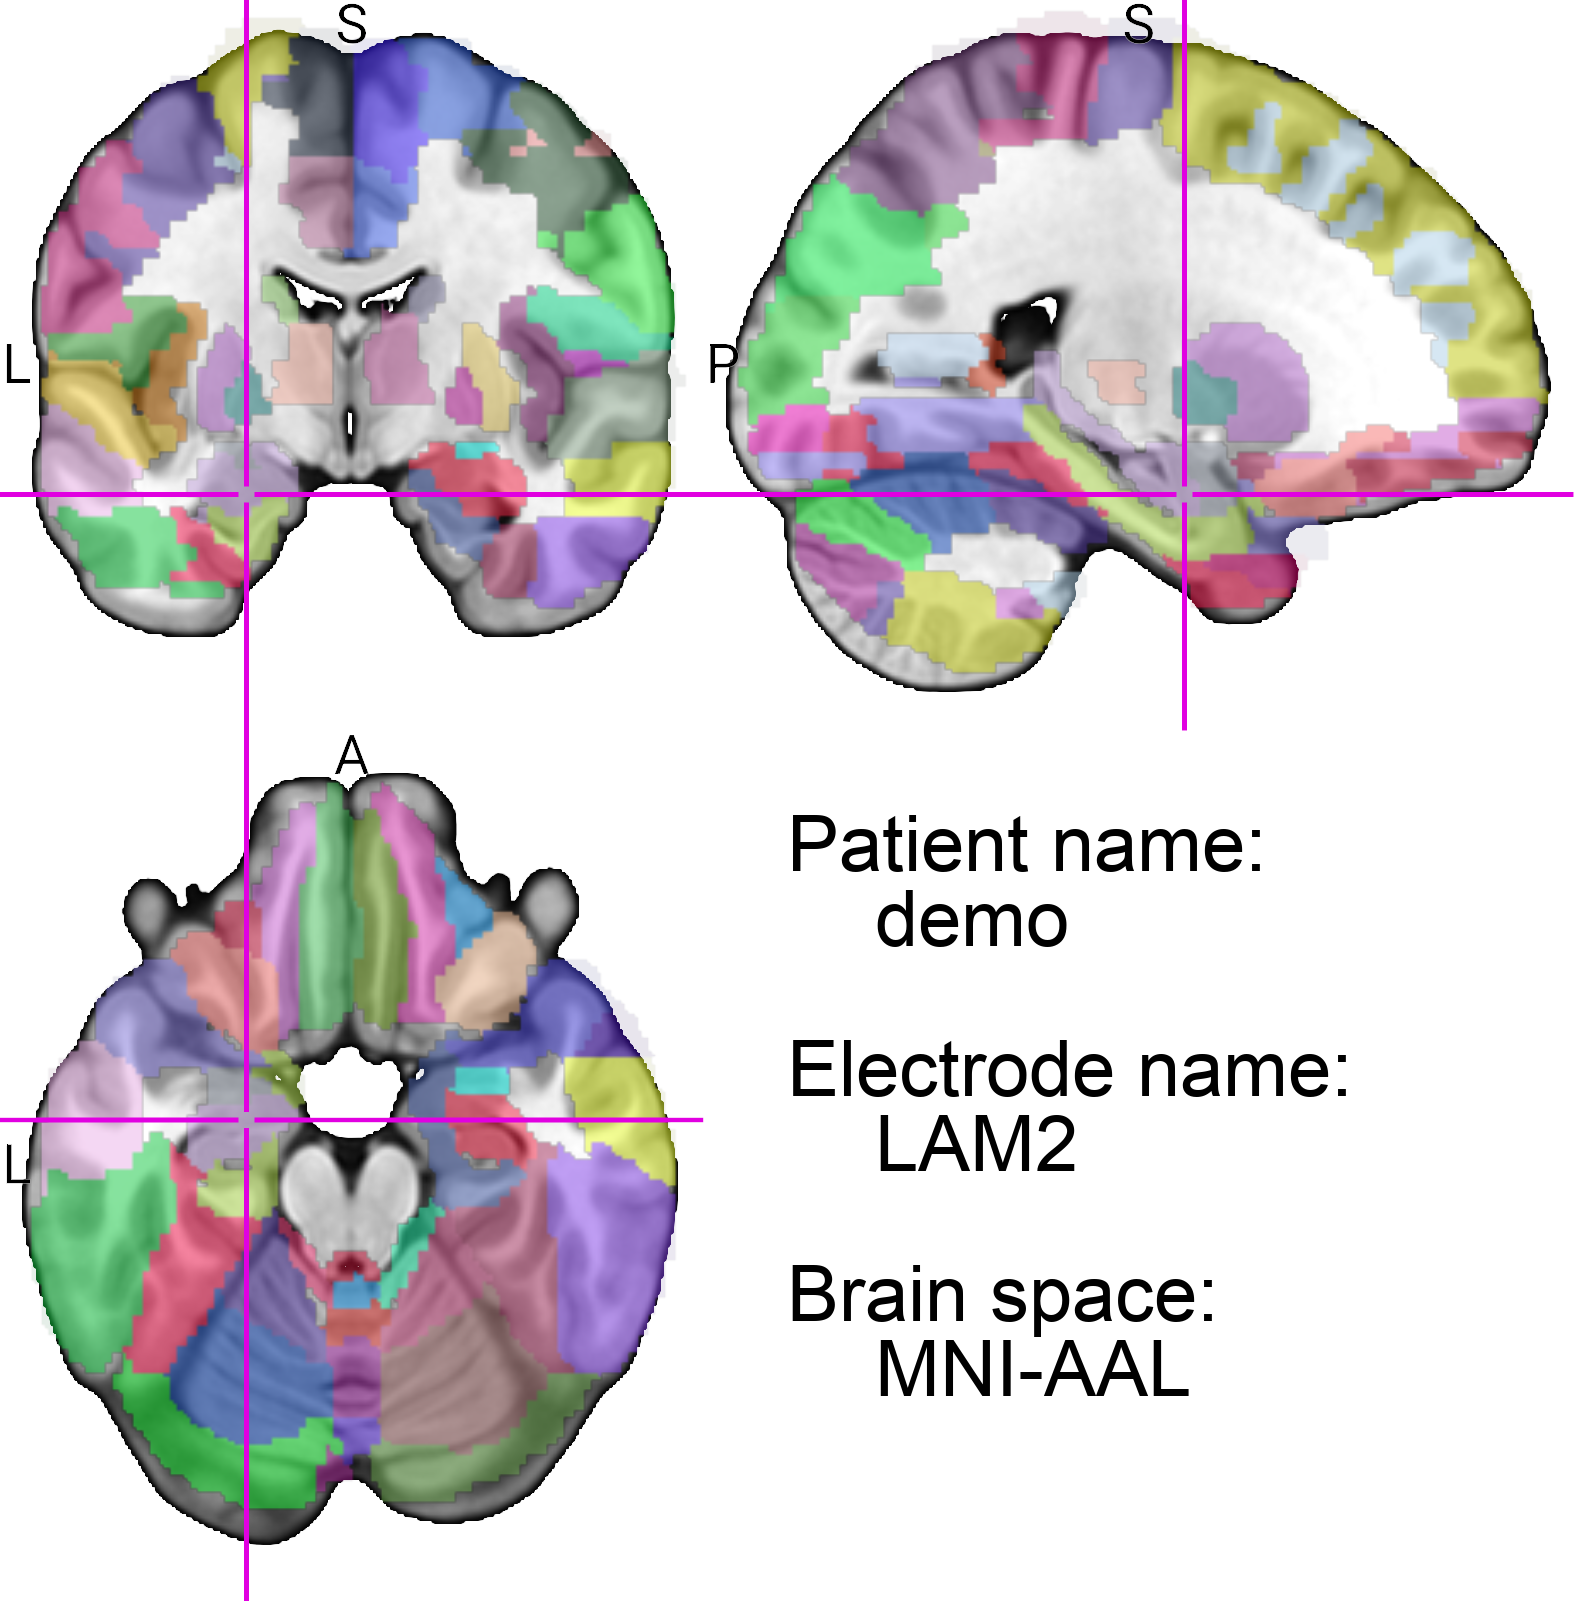 S
S
L
P
A
L
Patient name:
demo
Electrode name:
LAM2
Brain space:
MNI-AAL